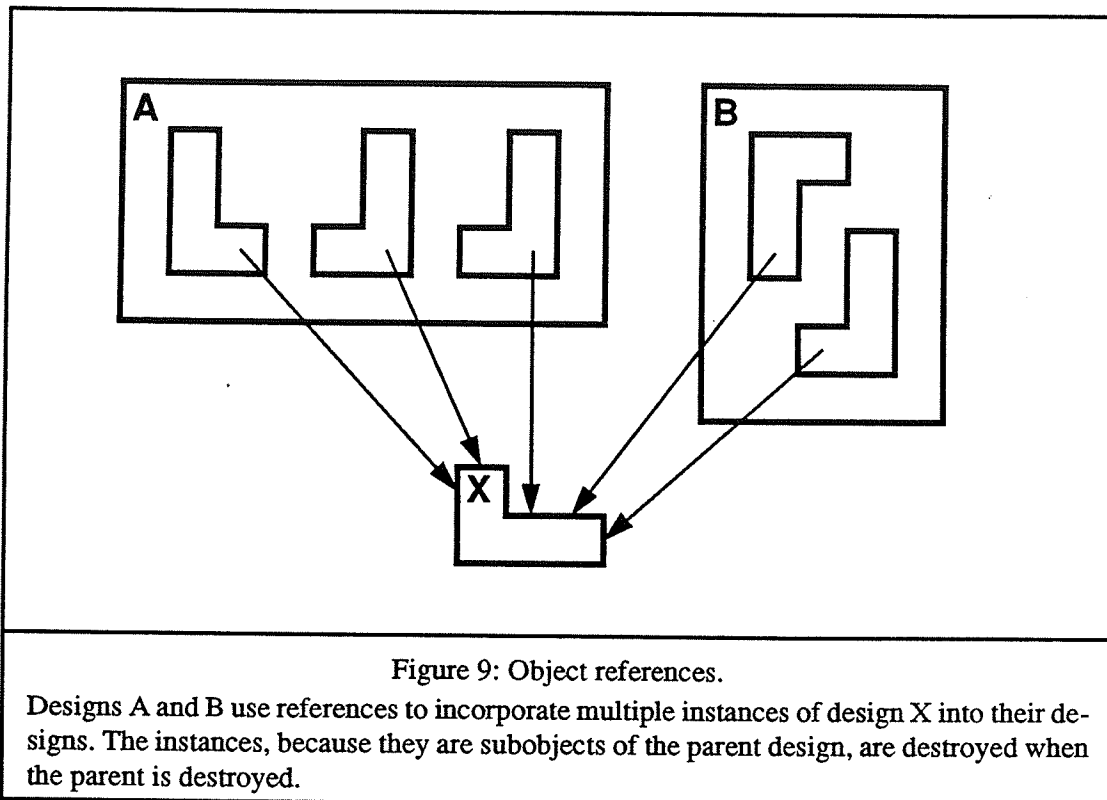 A
B
X
Figure 9: Object references.
Designs A and B use references to incorporate multiple instances of design X into their de-
signs. The instances, because they are subobjects of the parent design, are destroyed when
the parent is destroyed.